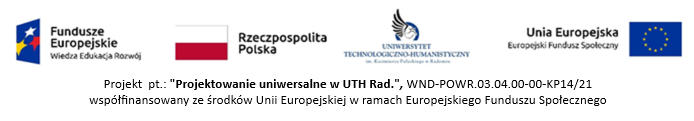 Fundusze
Europejskie
Wiedza Edukacja Rozwój
Rzeczpospolita
Polska
UNIWERSYTET
TECHNOLOGICZNO-HUMANISTYCZNY
im. Kazimierza Pułaskiego w Radomiu
Unia Europejska
Europejski Fundusz Społeczny
Projekt pt.: "Projektowanie uniwersalne w UTH Rad.", WND-POWR.03.04.00-00-KP14/21
współfinansowany ze środków Unii Europejskiej w ramach Europejskiego Funduszu Społecznego